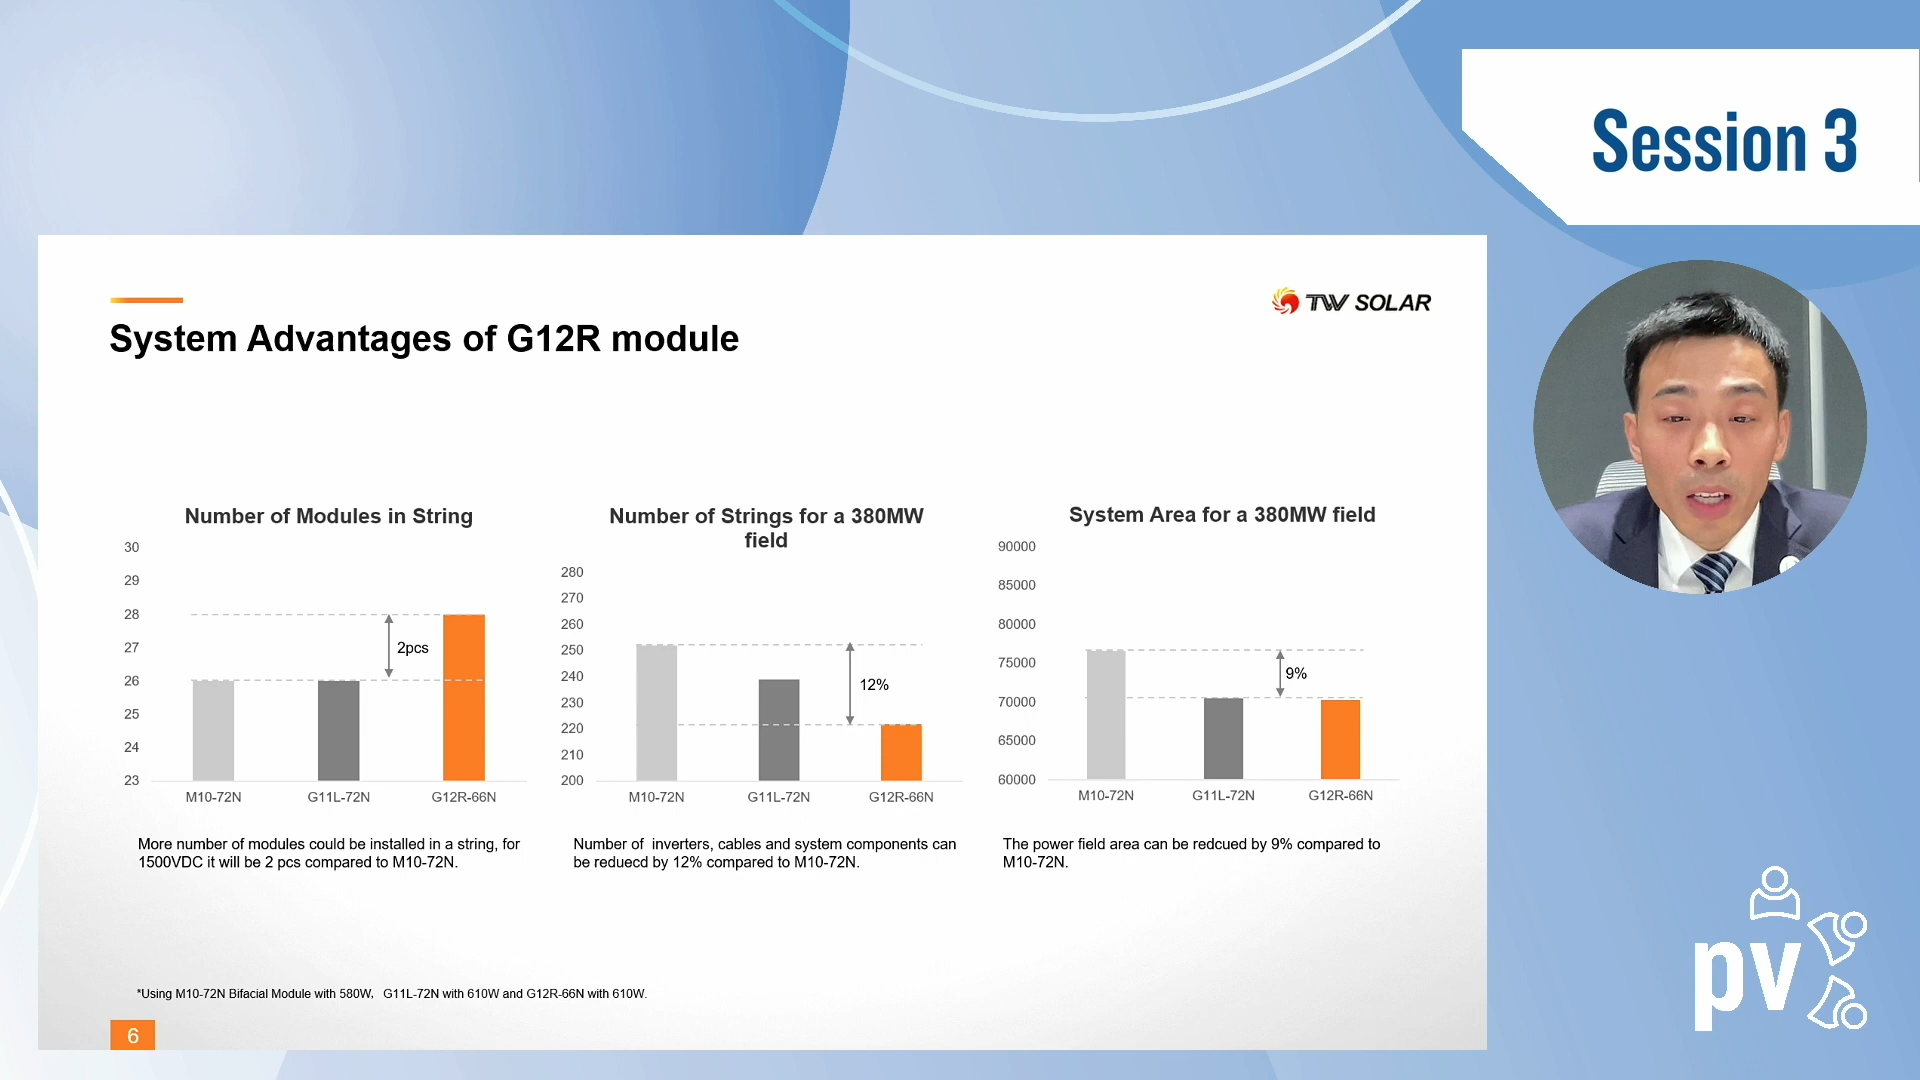 Session 3
TW SOLAR
System Advantages of G12R module
Number of Modules in String
30
29
28
27
26
25
24
23
2pcs
M10-72N
G11L-72N
G12R-66N
More number of modules could be installed in a string, for
1500VDC it will be 2 pcs compared to M10-72N.
Number of Strings for a 380MW
field
280
270
260
250
240
230
220
210
200
12%
M10-72N
G11L-72N
G12R-66N
Number of  inverters, cables and system components can
be reduecd by 12% compared to M10-72N.
System Area for a 380MW field
90000
85000
80000
75000
70000
65000
60000
9%
M10-72N
G11L-72N
G12R-66N
The power field area can be redcued by 9% compared to
M10-72N.
*Using M10-72N Bifacial Module with 580W，G11L-72N with 610W and G12R-66N with 610W.
6
pv